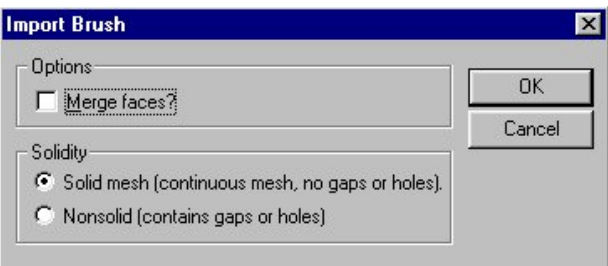 Import Brush
Options
Merge faces?
OK
Cancel
Solidity
Solid mesh (continuous mesh, no gaps or holes).
Nonsolid (contains gaps or holes)